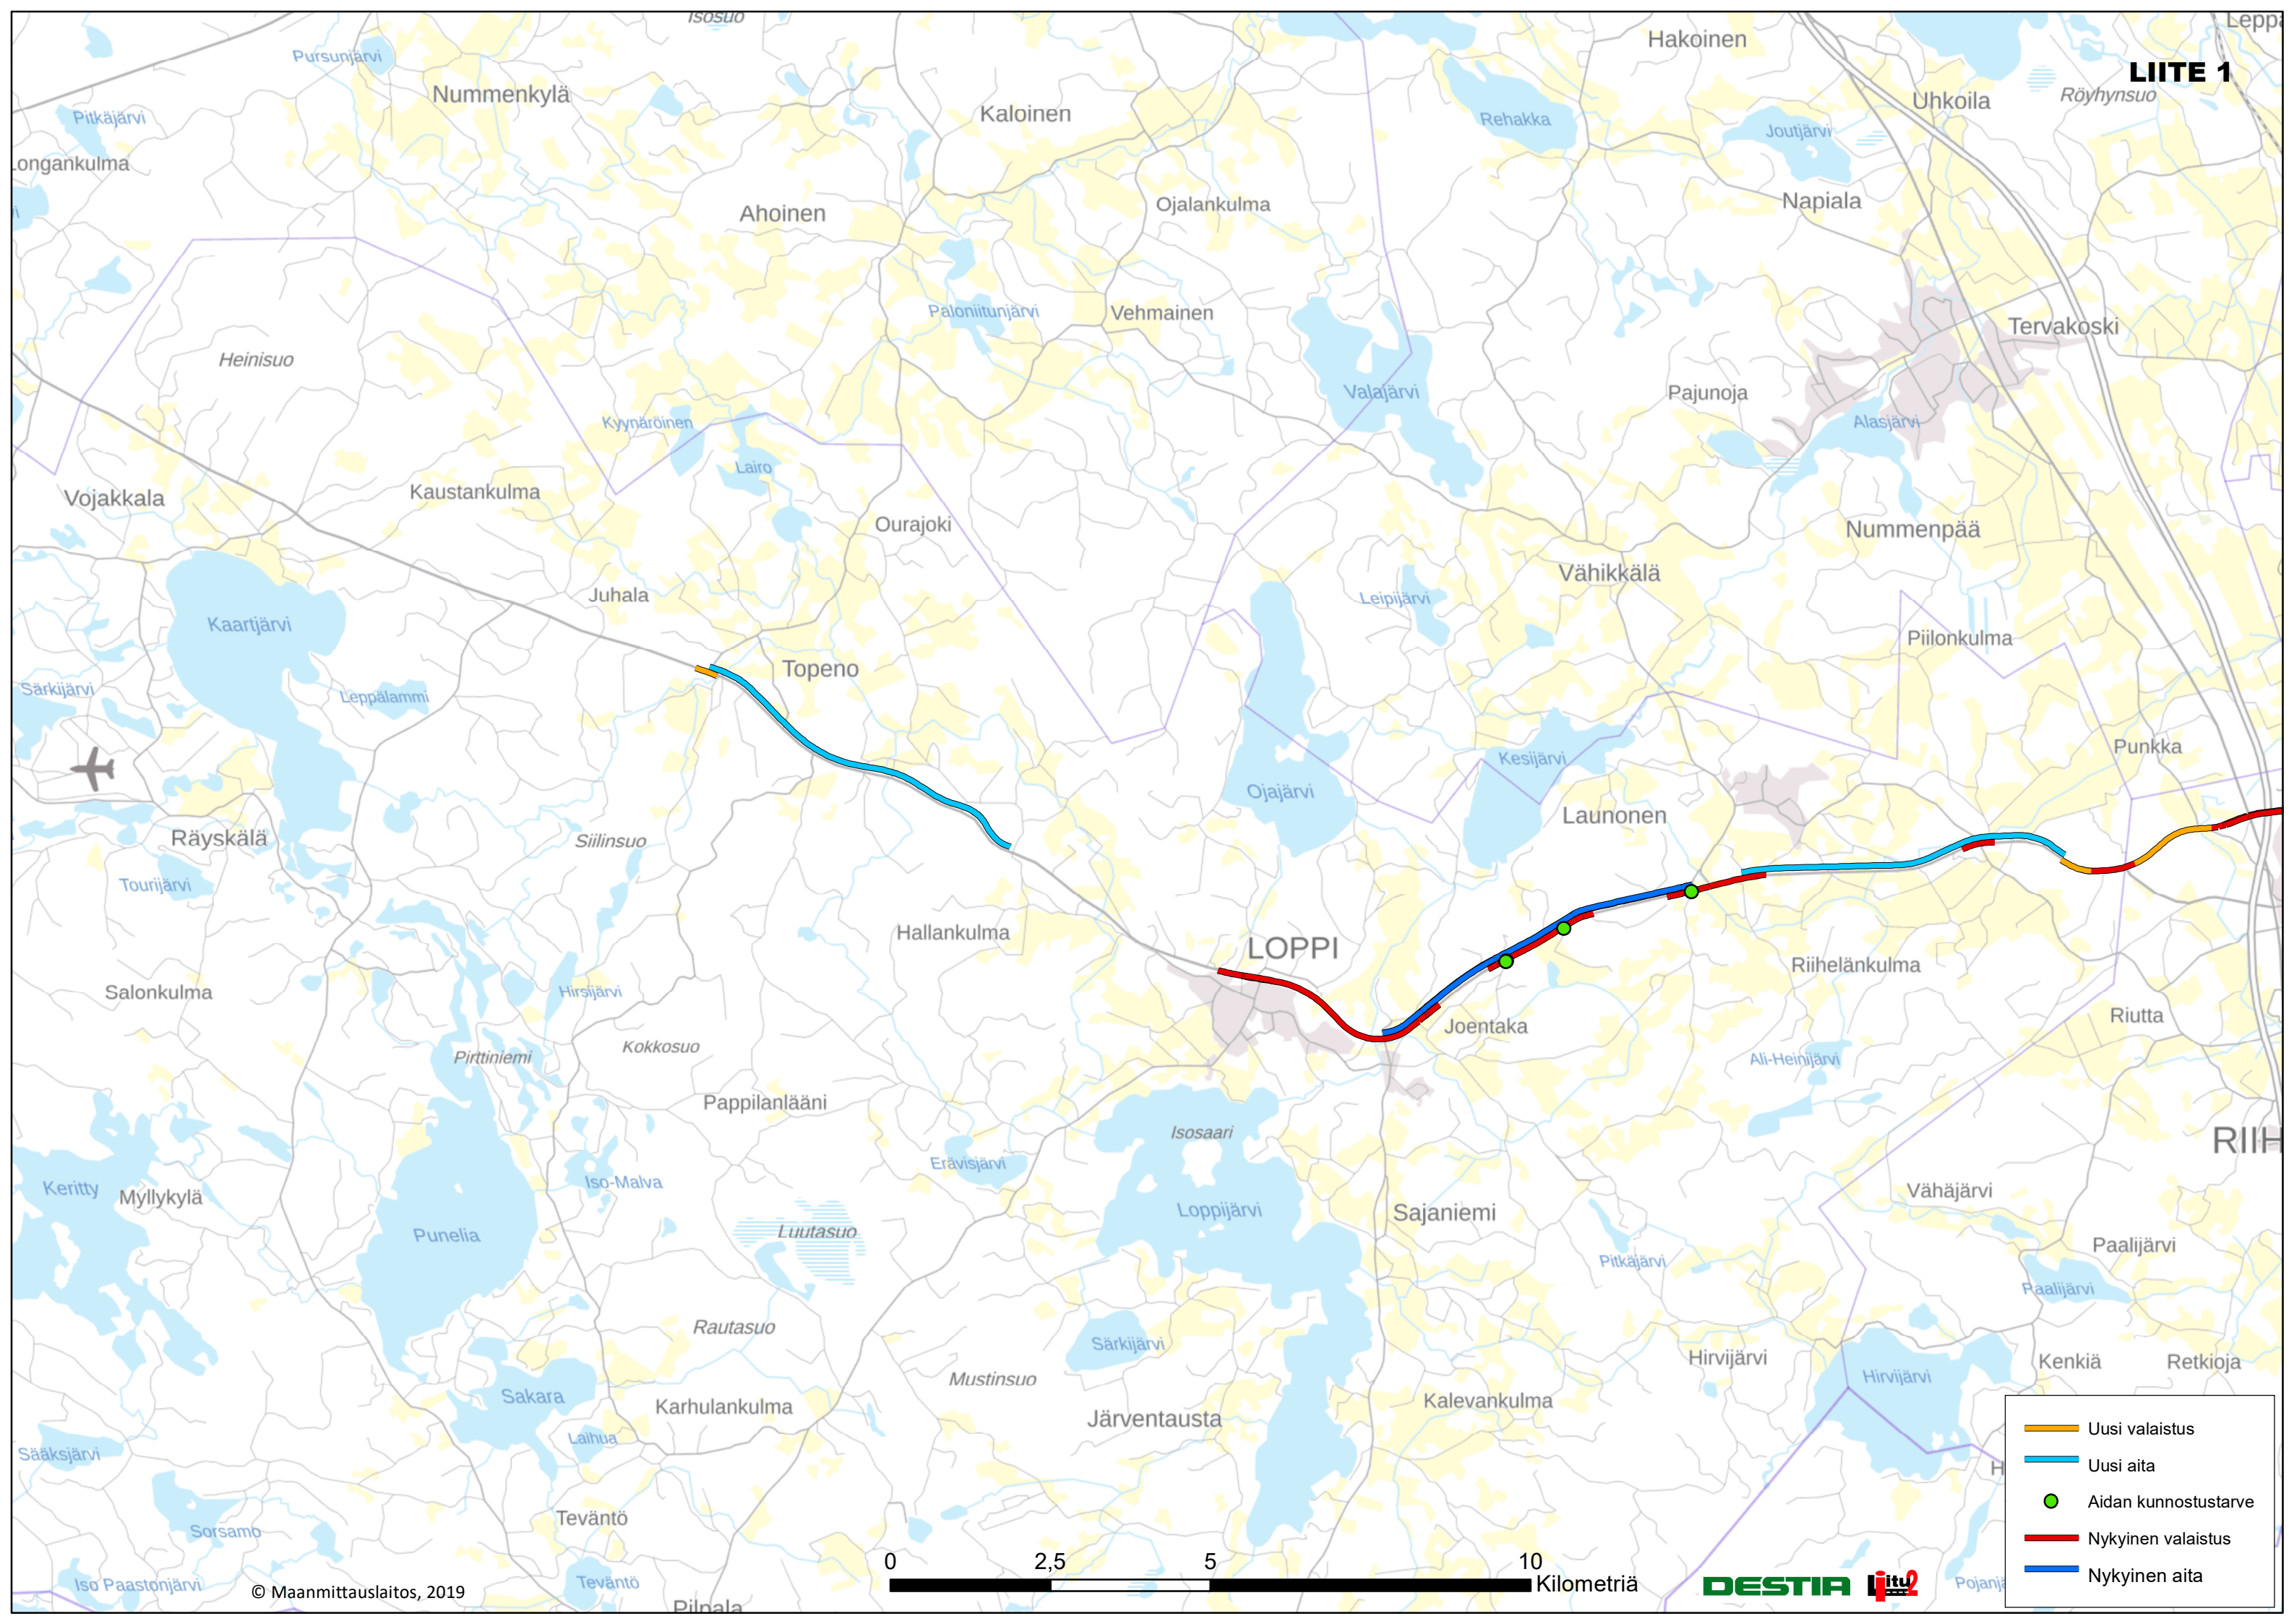 Isosuo
Leppä
Hakoinen
LIITE 1
Pursunjärvi
Nummenkylä
Kaloinen
Rehakka
Uhkoila
Röyhynsuo
Pitkäjärvi
Joutjärvi
Longankulma
Napiala
Ahoinen
Ojalankulma
Paloniitunjärvi
Vehmainen
Tervakoski
Heinisuo
Valajärvi
Pajunoja
Kyynäröinen
Alasjärvi
Lairo
Vojakkala
Kaustankulma
Ourajoki
Nummenpää
Vähikkälä
Juhala
Leipijärvi
Kaartjärvi
Piilonkulma
Topeno
Särkijärvi
Leppälammi
Punkka
Kesijärvi
Ojajärvi
Launonen
Räyskälä
Siilinsuo
Tourijärvi
Hallankulma
LOPPI
Riihelänkulma
Salonkulma
Hirsijärvi
Riutta
Joentaka
Kokkosuo
Pirttiniemi
Ali-Heinijärvi
Pappilanlääni
Isosaari
RIIH
Erävisjärvi
Iso-Malva
Keritty
Myllykylä
Vähäjärvi
Loppijärvi
Sajaniemi
Luutasuo
Punelia
Paalijärvi
Pitkäjärvi
Paalijärvi
Rautasuo
Särkijärvi
Hirvijärvi
Kenkiä
Retkioja
Hirvijärvi
Mustinsuo
Sakara
Kalevankulma
Karhulankulma
Järventausta
Laihua
Sääksjärvi
H
Uusi valaistus
Uusi aita
Aidan kunnostustarve
Nykyinen valaistus
Nykyinen aita
Teväntö
Sorsamo
0 2,5 5 10
Kilometriä
Iso Paastonjärvi
© Maanmittauslaitos, 2019
Teväntö
DESTIA
Litu2
Pojanjä
Pilpala